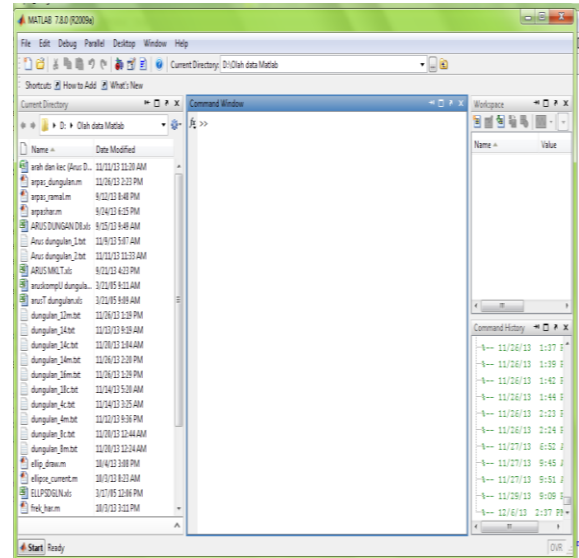 MATLAB 7.8.0 (R2009a)
File Edit Debug Parallel Desktop Window Help
Current Directory: D:\Olah data Matlab
Shortcuts How to Add What's New
Current Directory
Command Window
Workspace
D: Olah data Matlab
>>
Name Date Modified
Name Value
arah dan kec (Arus D... 11/11/13 11:20 AM
arpas_dungulan.m 11/26/13 2:23 PM
arpas_ramal.m 9/12/13 8:48 PM
arpashar.m 9/24/13 6:15 PM
ARUS DUNGAN D8.xls 9/15/13 9:49 AM
Arus dungulan_1.txt 11/9/13 5:07 AM
Arus dungulan_2.txt 11/11/13 11:33 AM
ARUS MKLT.xls 9/21/13 4:23 PM
aruskompU dungula... 3/21/05 9:11 AM
arusT dungulan.xls 3/21/05 9:09 AM
dungulan_12m.txt 11/26/13 1:19 PM
dungulan_14.txt 11/13/13 9:19 AM
dungulan_14c.txt 11/20/13 1:04 AM
dungulan_14m.txt 11/26/13 2:20 PM
dungulan_16m.txt 11/26/13 1:29 PM
dungulan_18c.txt 11/14/13 5:20 AM
dungulan_4c.txt 11/14/13 3:25 AM
dungulan_4m.txt 11/12/13 9:36 PM
dungulan_8c.txt 11/20/13 12:44 AM
dungulan_8m.txt 11/20/13 12:24 AM
ellip_draw.m 10/4/13 3:08 PM
ellipse_current.m 10/3/13 8:23 AM
ELLPSDGLN.xls 3/17/05 12:06 PM
frek_har.m 10/3/13 3:11 PM
Command History
%-- 11/26/13 1:37 P
%-- 11/26/13 1:39 P
%-- 11/26/13 1:42 P
%-- 11/26/13 1:44 P
%-- 11/26/13 2:23 P
%-- 11/26/13 2:24 P
%-- 11/27/13 6:52 A
%-- 11/27/13 9:45 A
%-- 11/27/13 9:51 A
%-- 11/29/13 9:09 P
%-- 12/6/13 2:37 PM
Start Ready
OVR